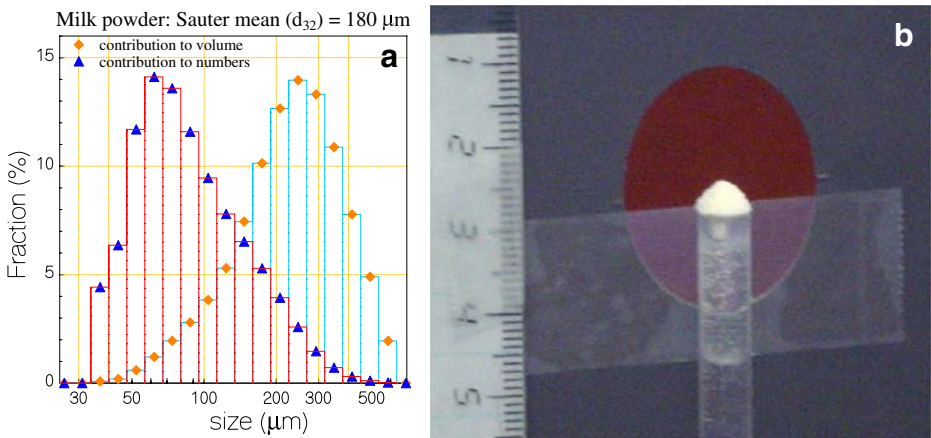 Milk powder: Sauter mean (d32) = 180 μm
contribution to volume
contribution to numbers
a
15
10
5
0
Fraction (%)
30
50
100
200
300
500
size (μm)
b
1
2
3
4
5